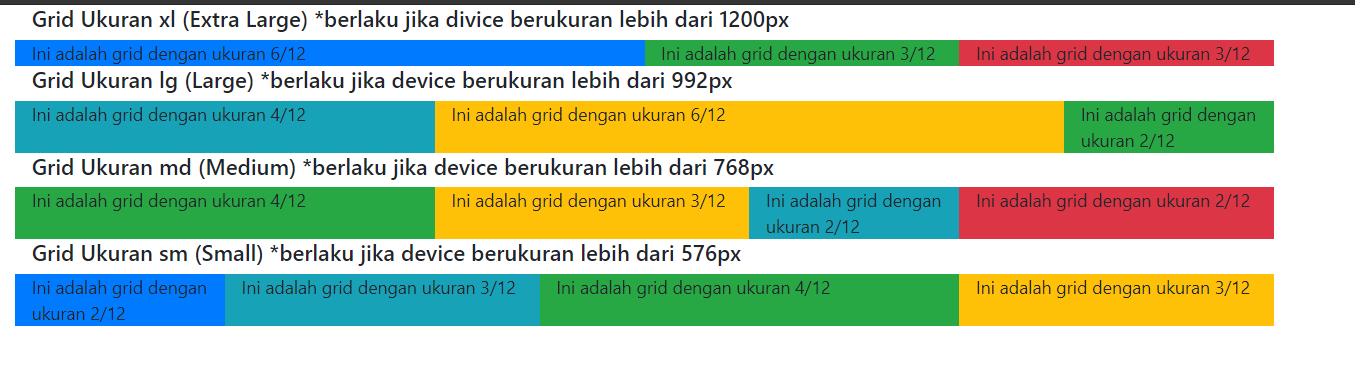 Grid Ukuran xl (Extra Large) *berlaku jika divice berukuran lebih dari 1200px
Ini adalah grid dengan ukuran 6/12
Ini adalah grid dengan ukuran 3/12
Ini adalah grid dengan ukuran 3/12
Grid Ukuran lg (Large) *berlaku jika device berukuran lebih dari 992px
Ini adalah grid dengan ukuran 4/12
Ini adalah grid dengan ukuran 6/12
Ini adalah grid dengan
ukuran 2/12
Grid Ukuran md (Medium) *berlaku jika device berukuran lebih dari 768px
Ini adalah grid dengan ukuran 4/12
Ini adalah grid dengan ukuran 3/12
Ini adalah grid dengan
ukuran 2/12
Ini adalah grid dengan ukuran 2/12
Grid Ukuran sm (Small) *berlaku jika device berukuran lebih dari 576px
Ini adalah grid dengan
ukuran 2/12
Ini adalah grid dengan ukuran 3/12
Ini adalah grid dengan ukuran 4/12
Ini adalah grid dengan ukuran 3/12